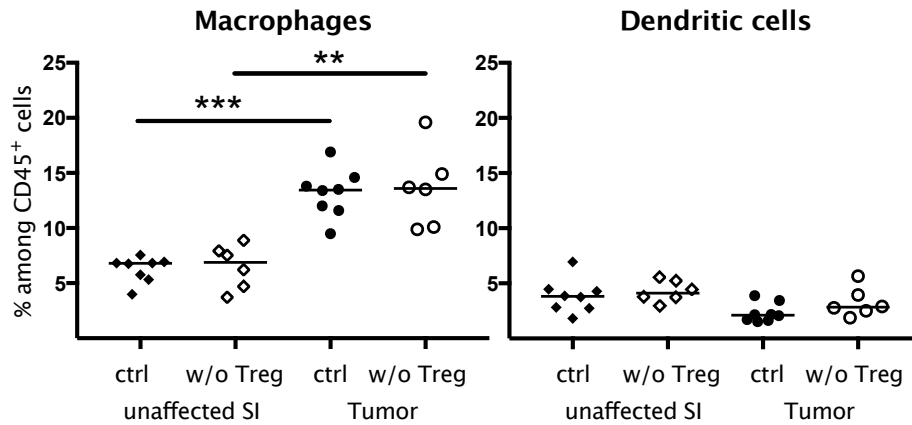 Macrophages
Dendritic cells
% among CD45⁺ cells
25
20
15
10
5
**
***
ctrl w/o Treg ctrl w/o Treg
unaffected SI Tumor
25
20
15
10
5
ctrl w/o Treg ctrl w/o Treg
unaffected SI Tumor